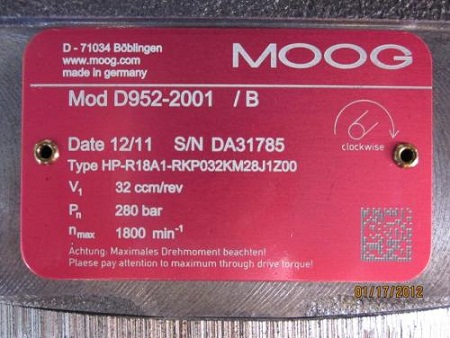 D - 71034 Böblingen
www.moog.com
made in germany
MOOG
Mod D952-2001 / B
clockwise
Date 12/11 S/N DA31785
Type HP-R18A1-RKP032KM28J1Z00
V1 32 ccm/rev
Pn 280 bar
nmax 1800 min⁻¹
Achtung: Maximales Drehmoment beachten!
Plaese pay attention to maximum through drive torque!
01/17/2012